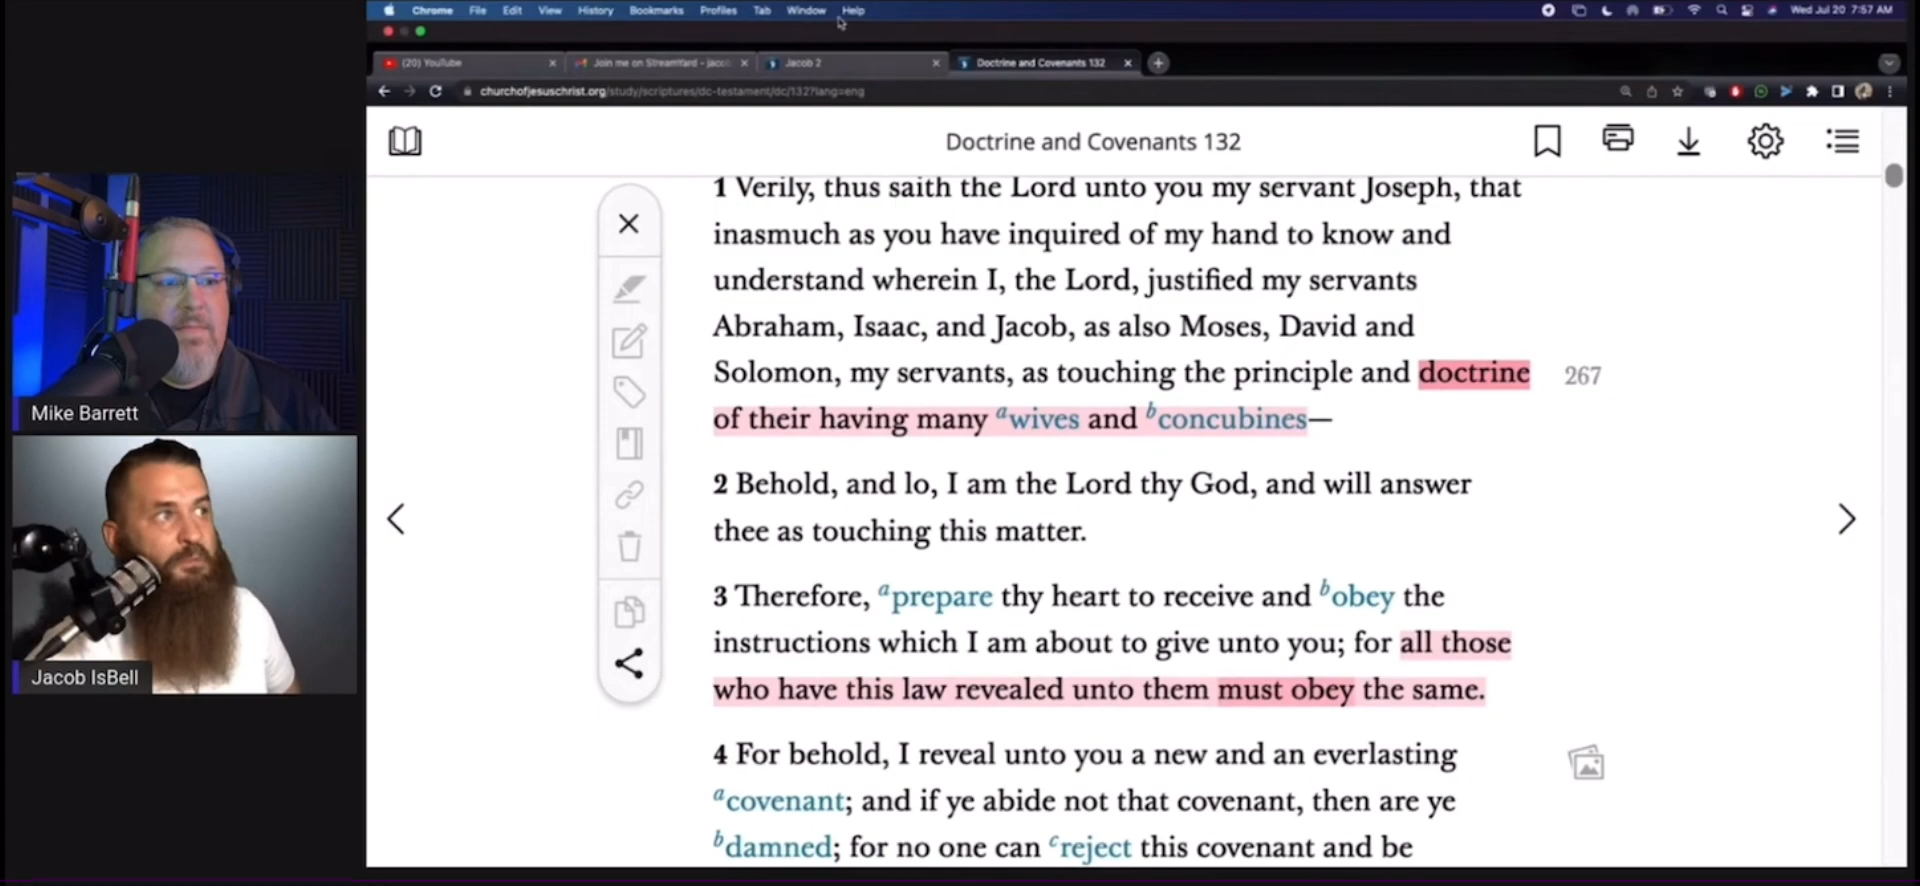 Chrome File Edit View History Bookmarks Profiles Tab Window Help Wed Jul 20 7:57 AM
(20) YouTube Join me on StreamYard - jacob Jacob 2 Doctrine and Covenants 132
churchofjesuschrist.org/study/scriptures/dc-testament/dc/132?lang=eng
Doctrine and Covenants 132
1 Verily, thus saith the Lord unto you my servant Joseph, that
inasmuch as you have inquired of my hand to know and
understand wherein I, the Lord, justified my servants
Abraham, Isaac, and Jacob, as also Moses, David and
Solomon, my servants, as touching the principle and doctrine 267
of their having many a wives and b concubines—
2 Behold, and lo, I am the Lord thy God, and will answer
thee as touching this matter.
3 Therefore, a prepare thy heart to receive and b obey the
instructions which I am about to give unto you; for all those
who have this law revealed unto them must obey the same.
4 For behold, I reveal unto you a new and an everlasting
a covenant; and if ye abide not that covenant, then are ye
b damned; for no one can c reject this covenant and be
Mike Barrett
Jacob IsBell